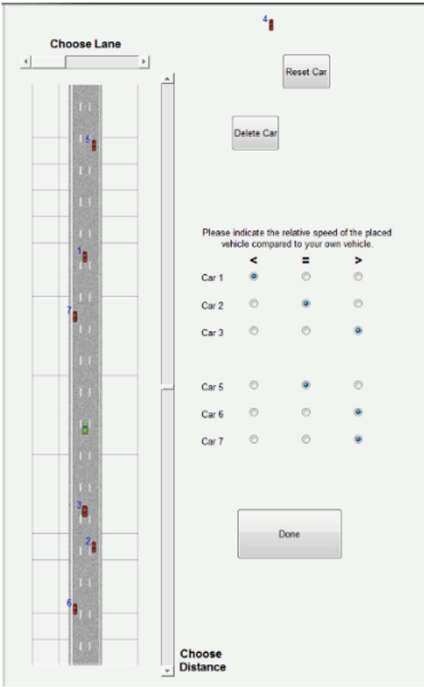 4
Choose Lane
Reset Car
Delete Car
5
Please indicate the relative speed of the placed
vehicle compared to your own vehicle.
< = >
1
Car 1
Car 2
7
Car 3
Car 5
Car 6
Car 7
3
Done
2
6
Choose
Distance